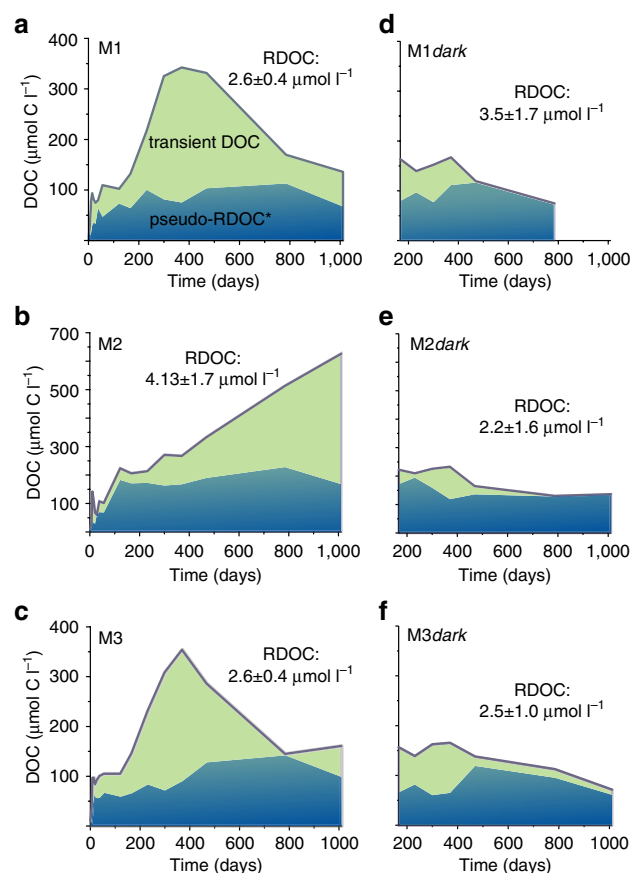 a
M1
400
300
200
100
0
DOC (μmol C l⁻¹)
RDOC:
2.6±0.4 μmol l⁻¹
transient DOC
pseudo-RDOC*
0 200 400 600 800 1,000
Time (days)
d
M1dark
DOC (μmol C l⁻¹)
RDOC:
3.5±1.7 μmol l⁻¹
200 400 600 800 1,000
Time (days)
b
M2
700
500
300
100
DOC (μmol C l⁻¹)
RDOC:
4.13±1.7 μmol l⁻¹
0 200 400 600 800 1,000
Time (days)
e
M2dark
RDOC:
2.2±1.6 μmol l⁻¹
200 400 600 800 1,000
Time (days)
c
M3
400
300
200
100
0
DOC (μmol C l⁻¹)
RDOC:
2.6±0.4 μmol l⁻¹
0 200 400 600 800 1000
Time (days)
f
M3dark
RDOC:
2.5±1.0 μmol l⁻¹
200 400 600 800 1000
Time (days)